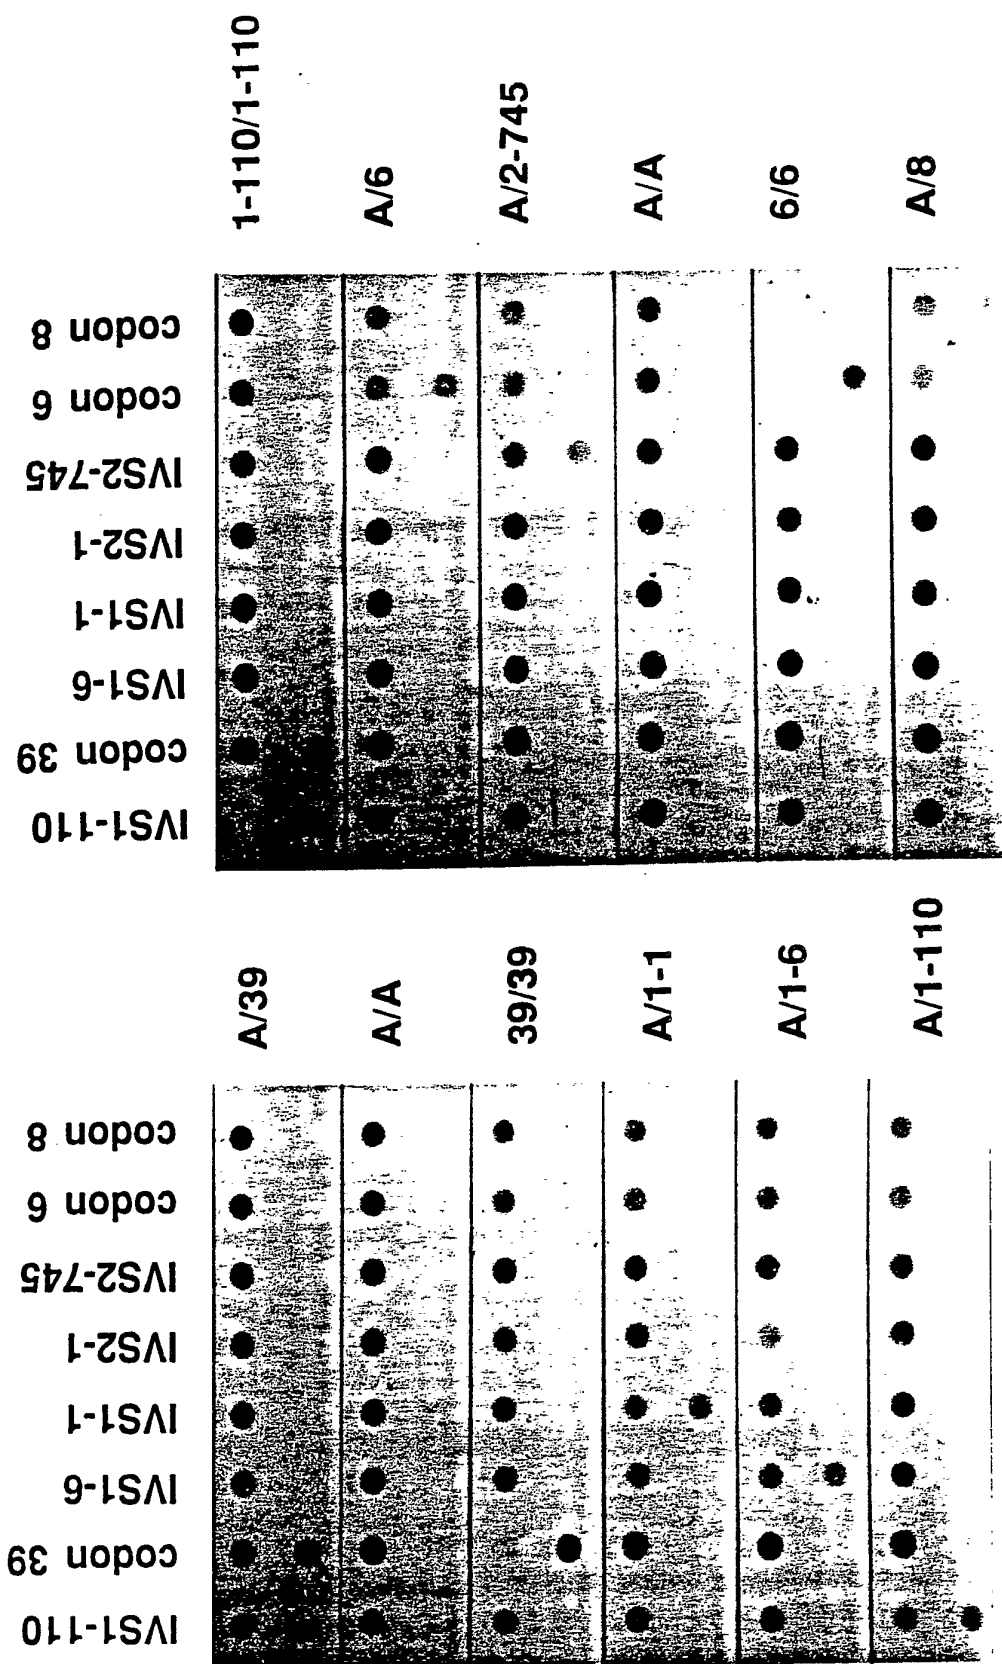 1-110/1-110
A/6
A/2-745
A/A
6/6
A/8
codon 8
codon 6
IVS2-745
IVS2-1
IVS1-1
IVS1-6
codon 39
IVS1-110
A/39
A/A
39/39
A/1-1
A/1-6
A/1-110
codon 8
codon 6
IVS2-745
IVS2-1
IVS1-1
IVS1-6
codon 39
IVS1-110